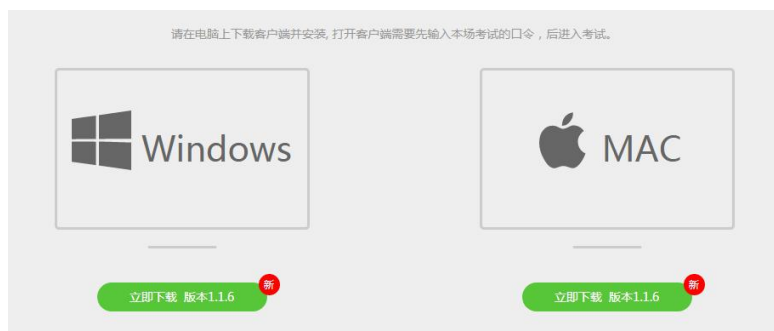 请在电脑上下载客户端并安装, 打开客户端需要先输入本场考试的口令，后进入考试。
Windows
MAC
新
新
立即下载 版本1.1.6
立即下载 版本1.1.6